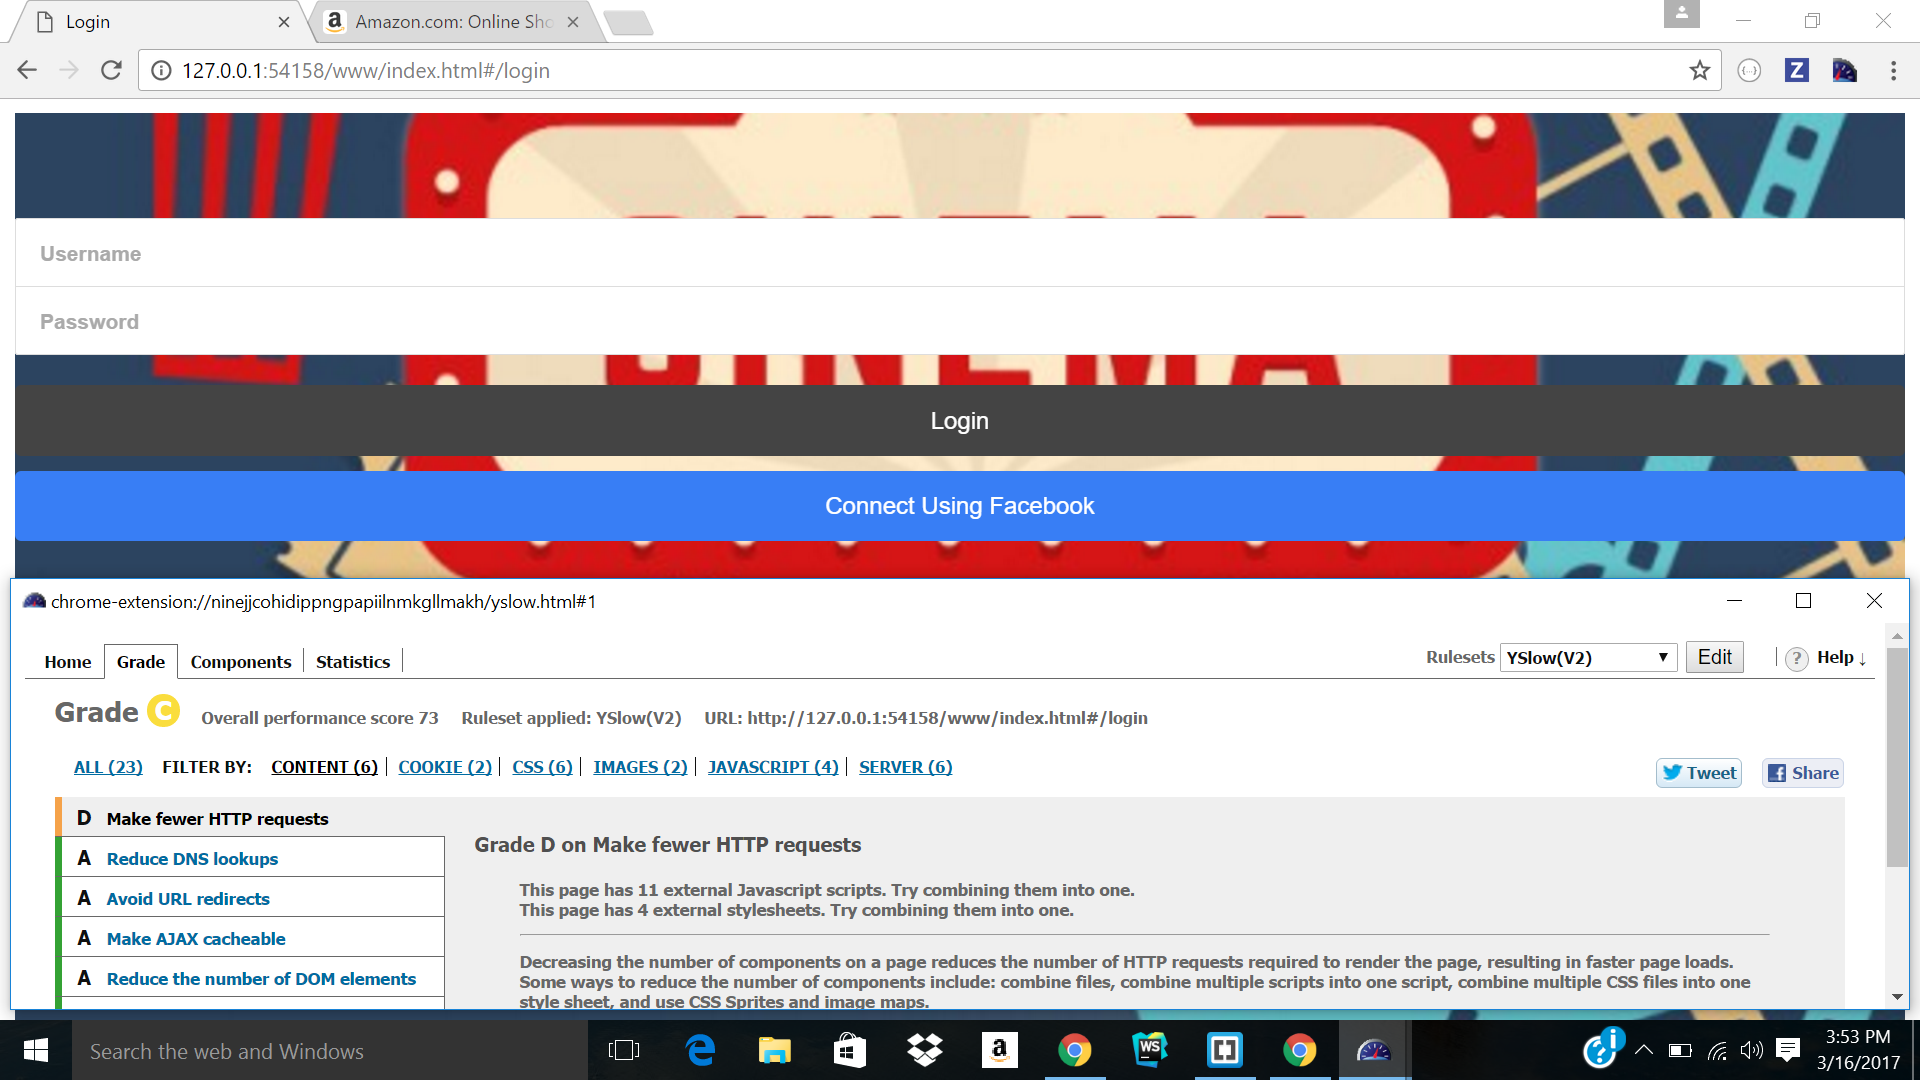 Login
Amazon.com: Online Sho
127.0.0.1:54158/www/index.html#/login
Z
Username
Password
CINEMA
Login
Connect Using Facebook
chrome-extension://ninejjcohidippngpapiilnmkgllmakh/yslow.html#1
Home Grade Components Statistics
Rulesets YSlow(V2) Edit ? Help ↓
Grade C Overall performance score 73 Ruleset applied: YSlow(V2) URL: http://127.0.0.1:54158/www/index.html#/login
ALL (23) FILTER BY: CONTENT (6) COOKIE (2) CSS (6) IMAGES (2) JAVASCRIPT (4) SERVER (6)
Tweet Share
D Make fewer HTTP requests
A Reduce DNS lookups
A Avoid URL redirects
A Make AJAX cacheable
A Reduce the number of DOM elements
Grade D on Make fewer HTTP requests
This page has 11 external Javascript scripts. Try combining them into one.
This page has 4 external stylesheets. Try combining them into one.
Decreasing the number of components on a page reduces the number of HTTP requests required to render the page, resulting in faster page loads.
Some ways to reduce the number of components include: combine files, combine multiple scripts into one script, combine multiple CSS files into one
style sheet, and use CSS Sprites and image maps.
Search the web and Windows
WS
3:53 PM
3/16/2017